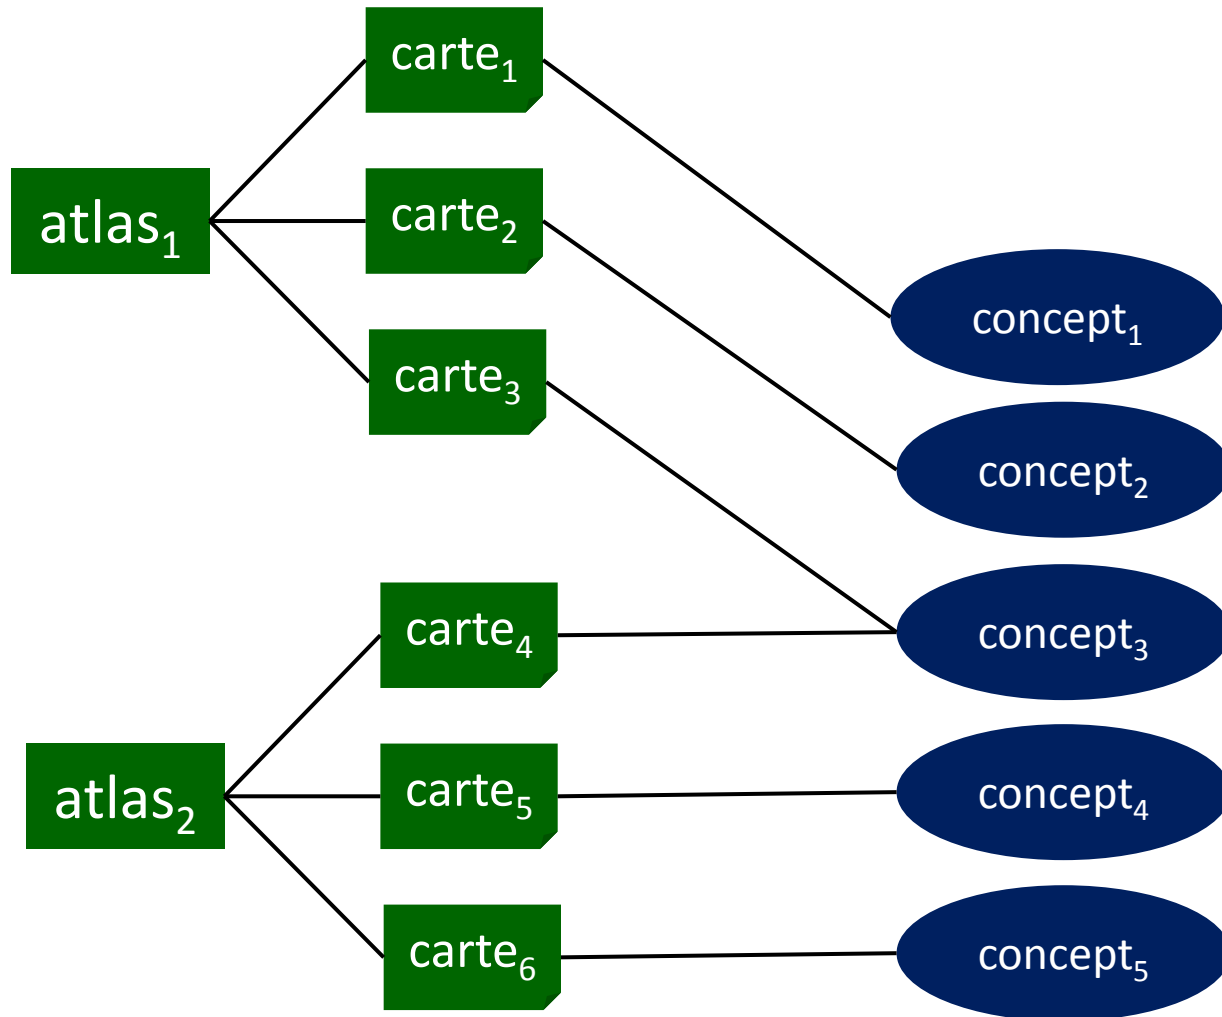 carte₁
atlas₁
carte₂
carte₃
concept₁
concept₂
carte₄
concept₃
atlas₂
carte₅
concept₄
carte₆
concept₅